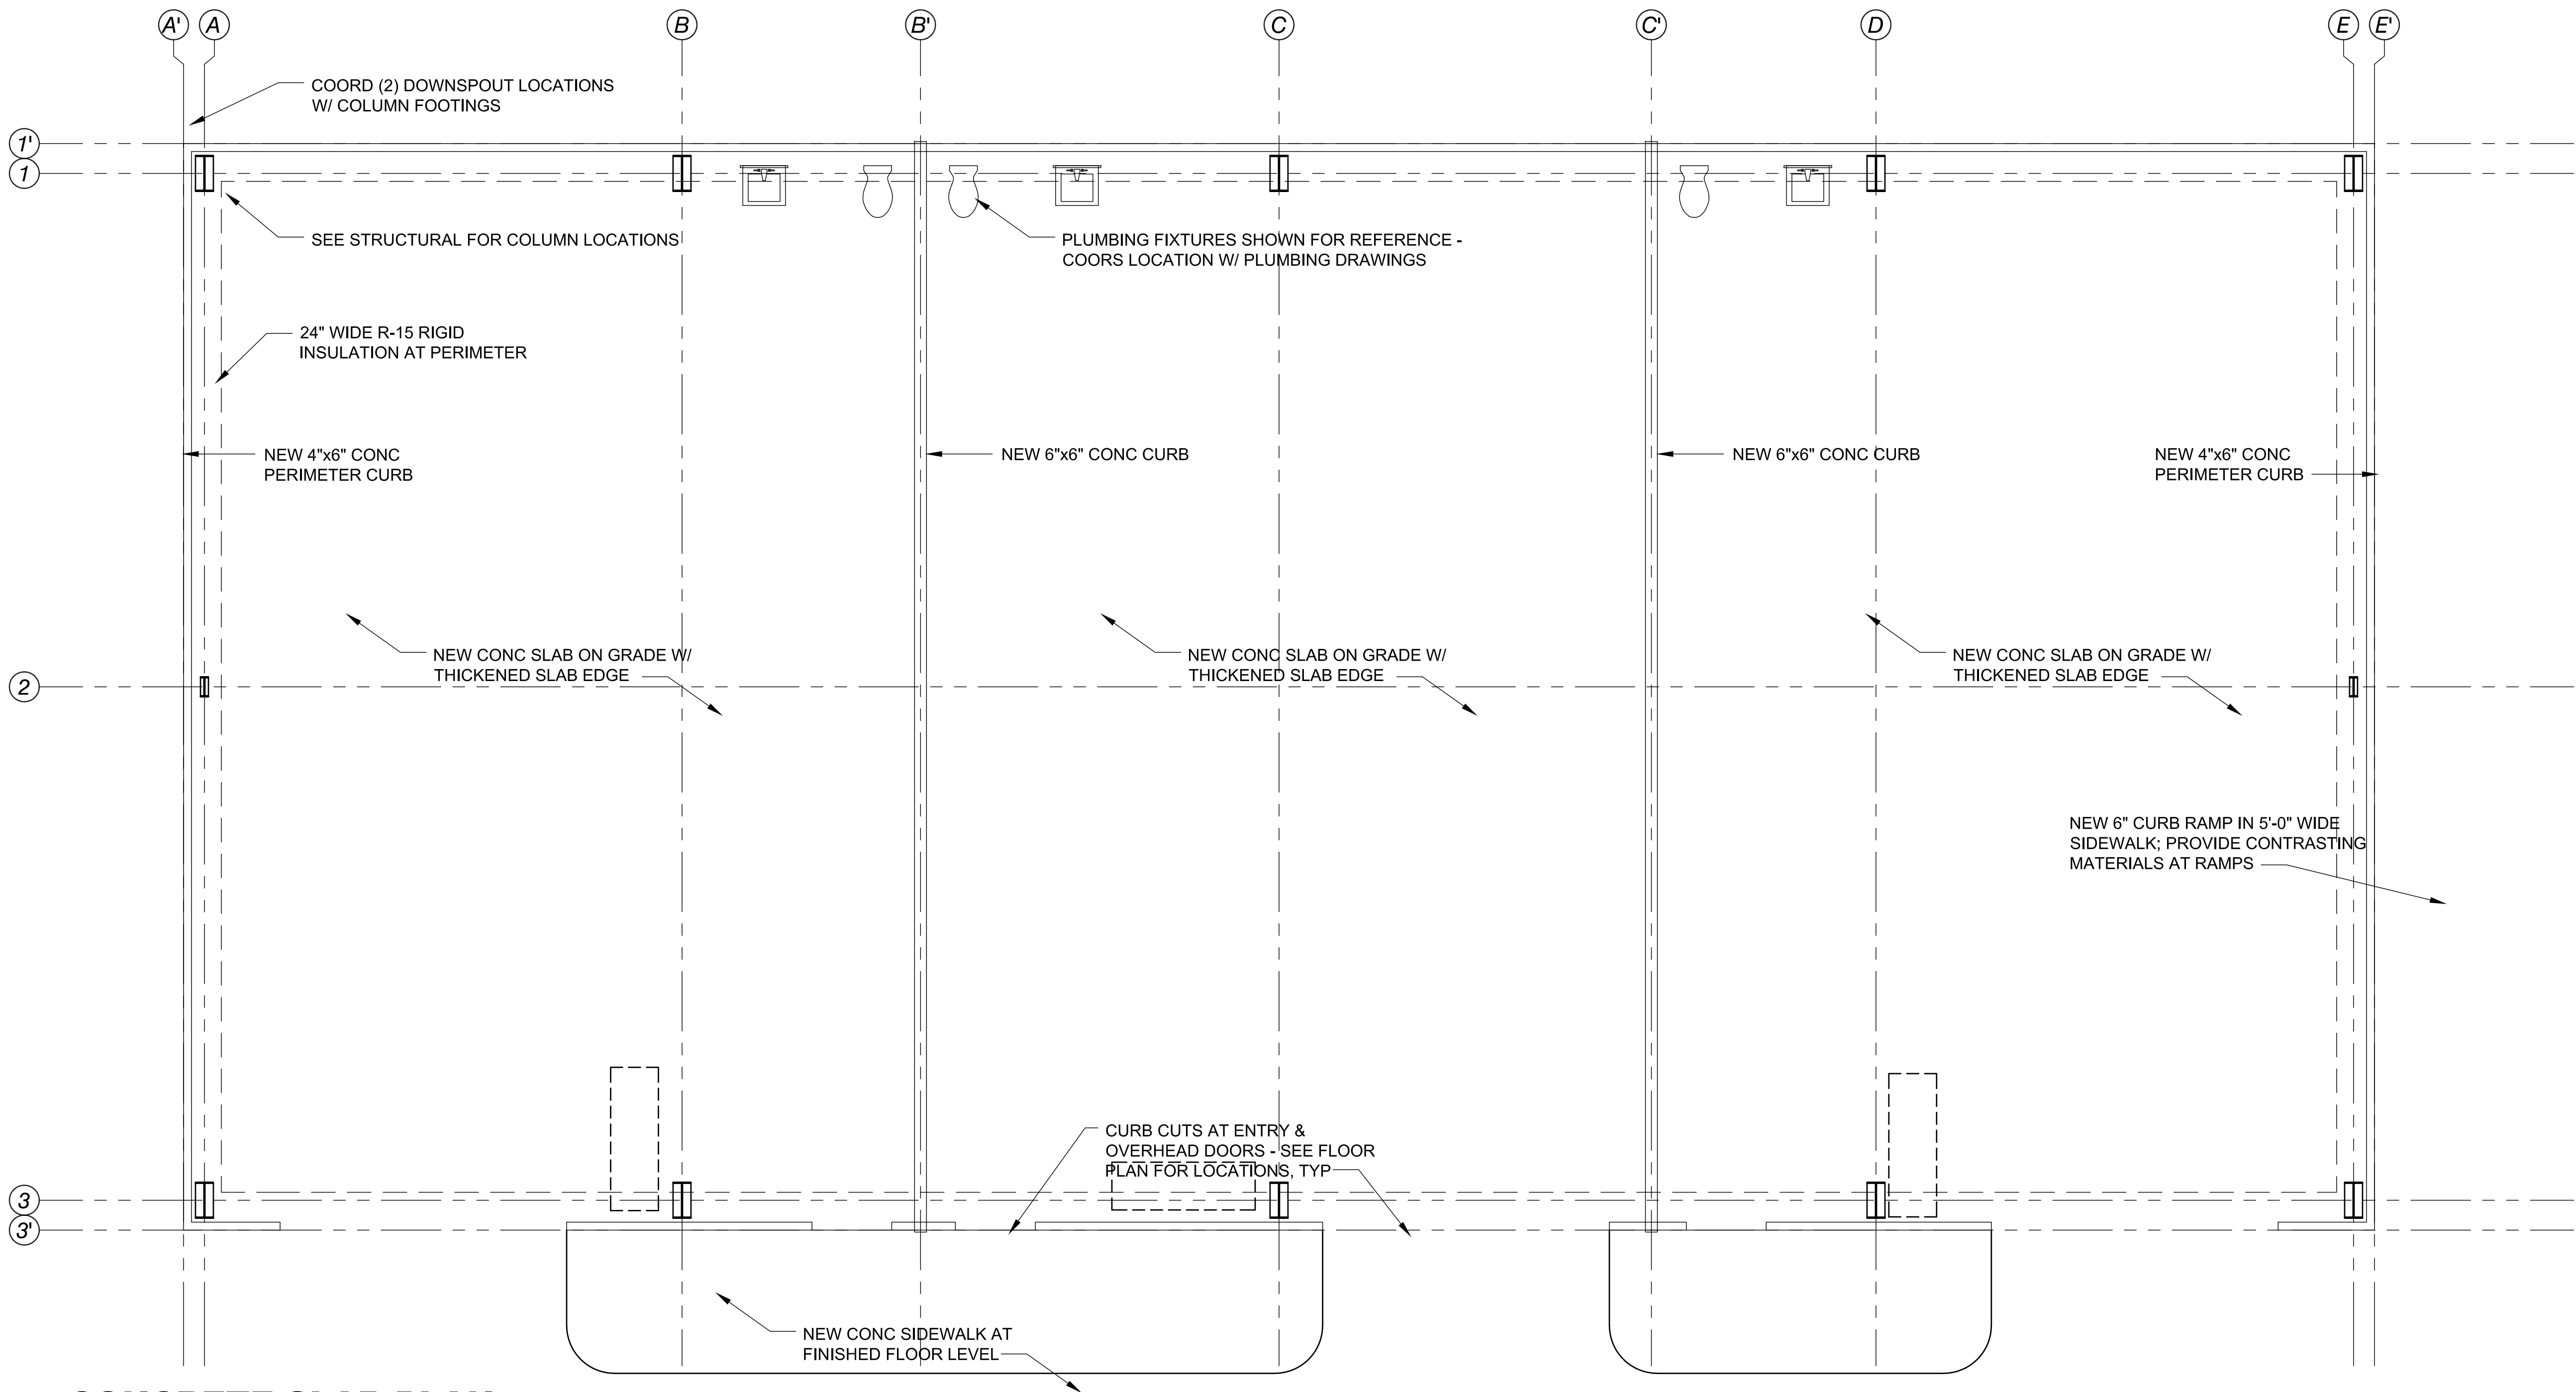 A'
A
B
B'
C
C'
D
E
E'
COORD (2) DOWNSPOUT LOCATIONS
W/ COLUMN FOOTINGS
1'
1
SEE STRUCTURAL FOR COLUMN LOCATIONS
PLUMBING FIXTURES SHOWN FOR REFERENCE -
COORS LOCATION W/ PLUMBING DRAWINGS
24" WIDE R-15 RIGID
INSULATION AT PERIMETER
NEW 4"x6" CONC
PERIMETER CURB
NEW 6"x6" CONC CURB
NEW 6"x6" CONC CURB
NEW 4"x6" CONC
PERIMETER CURB
NEW CONC SLAB ON GRADE W/
THICKENED SLAB EDGE
NEW CONC SLAB ON GRADE W/
THICKENED SLAB EDGE
NEW CONC SLAB ON GRADE W/
THICKENED SLAB EDGE
2
NEW 6" CURB RAMP IN 5'-0" WIDE
SIDEWALK; PROVIDE CONTRASTING
MATERIALS AT RAMPS
CURB CUTS AT ENTRY &
OVERHEAD DOORS - SEE FLOOR
PLAN FOR LOCATIONS, TYP
3
3'
NEW CONC SIDEWALK AT
FINISHED FLOOR LEVEL